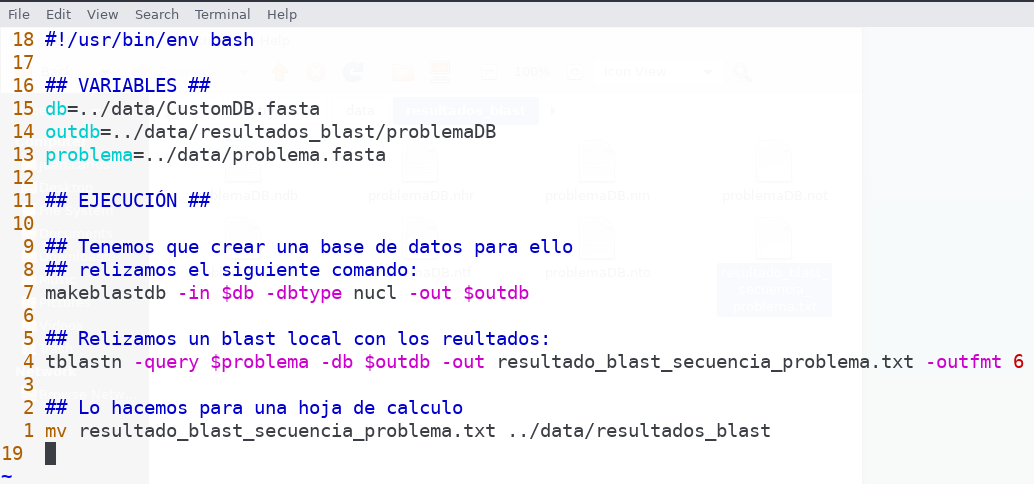 File Edit View Search Terminal Help
18 #!/usr/bin/env bash
17
16 ## VARIABLES ##
15 db=../data/CustomDB.fasta
14 outdb=../data/resultados_blast/problemaDB
13 problema=../data/problema.fasta
12
11 ## EJECUCIÓN ##
10
9 ## Tenemos que crear una base de datos para ello
8 ## relizamos el siguiente comando:
7 makeblastdb -in $db -dbtype nucl -out $outdb
6
5 ## Relizamos un blast local con los reultados:
4 tblastn -query $problema -db $outdb -out resultado_blast_secuencia_problema.txt -outfmt 6
3
2 ## Lo hacemos para una hoja de calculo
1 mv resultado_blast_secuencia_problema.txt ../data/resultados_blast
19
~